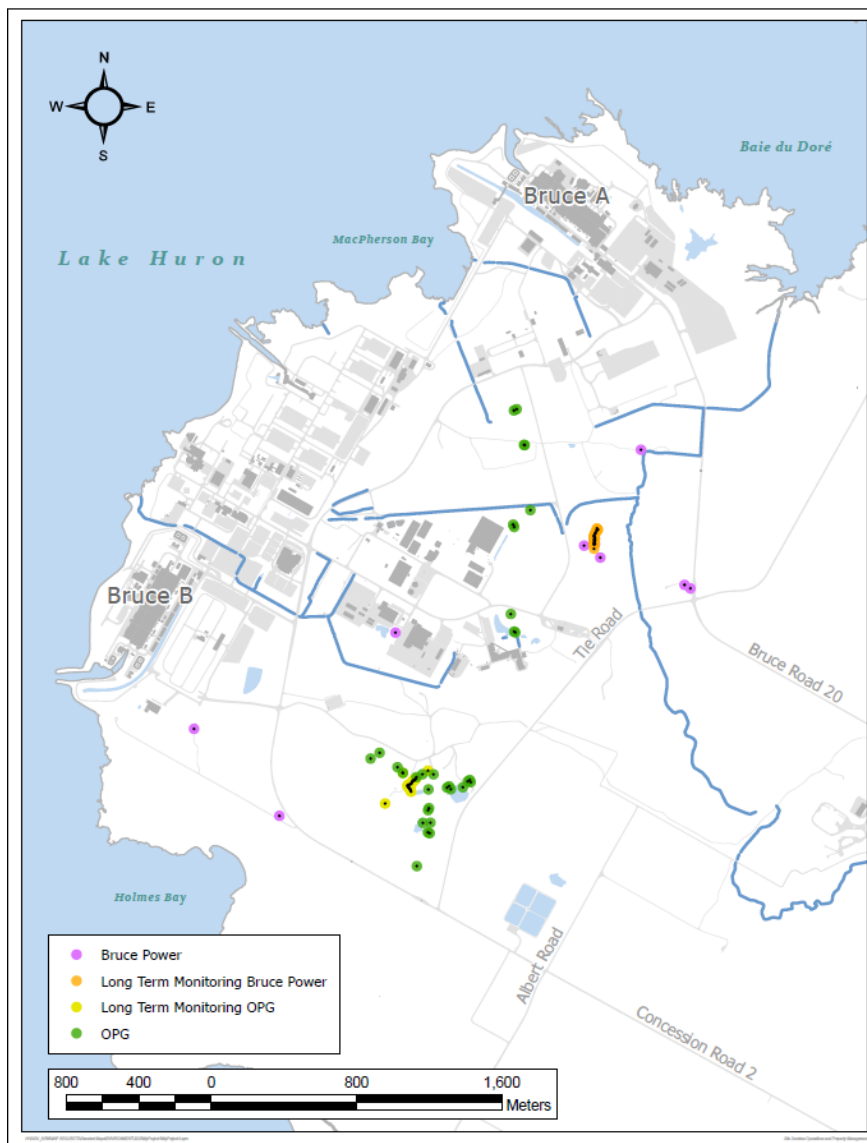 N
W E
S
Baie du Doré
Bruce A
MacPherson Bay
Lake Huron
Bruce B
Tie Road
Bruce Road 20
Holmes Bay
Albert Road
Concession Road 2
Bruce Power
Long Term Monitoring Bruce Power
Long Term Monitoring OPG
OPG
800 400 0 800 1,600
Meters